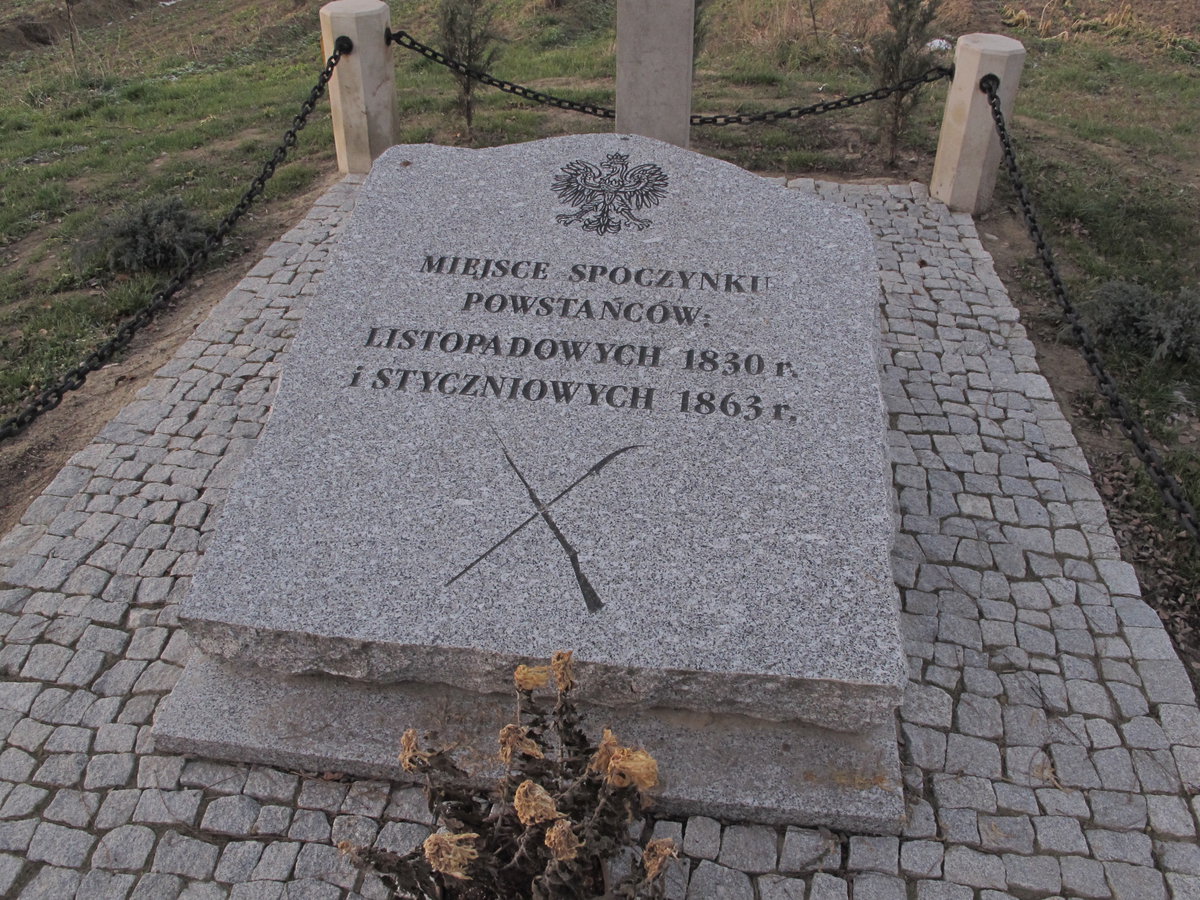 MIEJSCE SPOCZYNKU
POWSTAŃCÓW:
LISTOPADOWYCH 1830 r.
i STYCZNIOWYCH 1863 r.